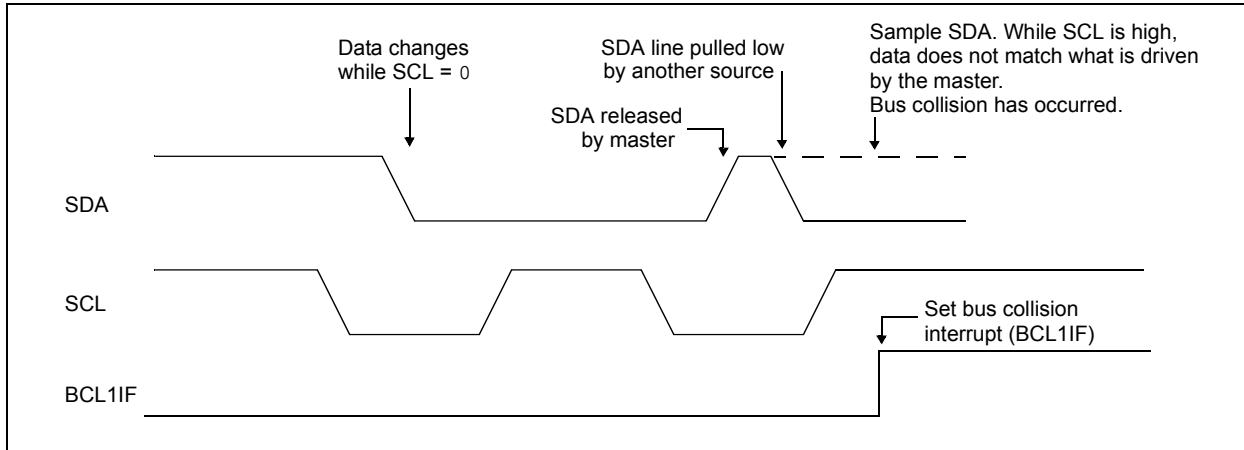 Data changes
while SCL = 0
SDA line pulled low
by another source
SDA released
by master
Sample SDA. While SCL is high,
data does not match what is driven
by the master.
Bus collision has occurred.
SDA
SCL
Set bus collision
interrupt (BCL1IF)
BCL1IF